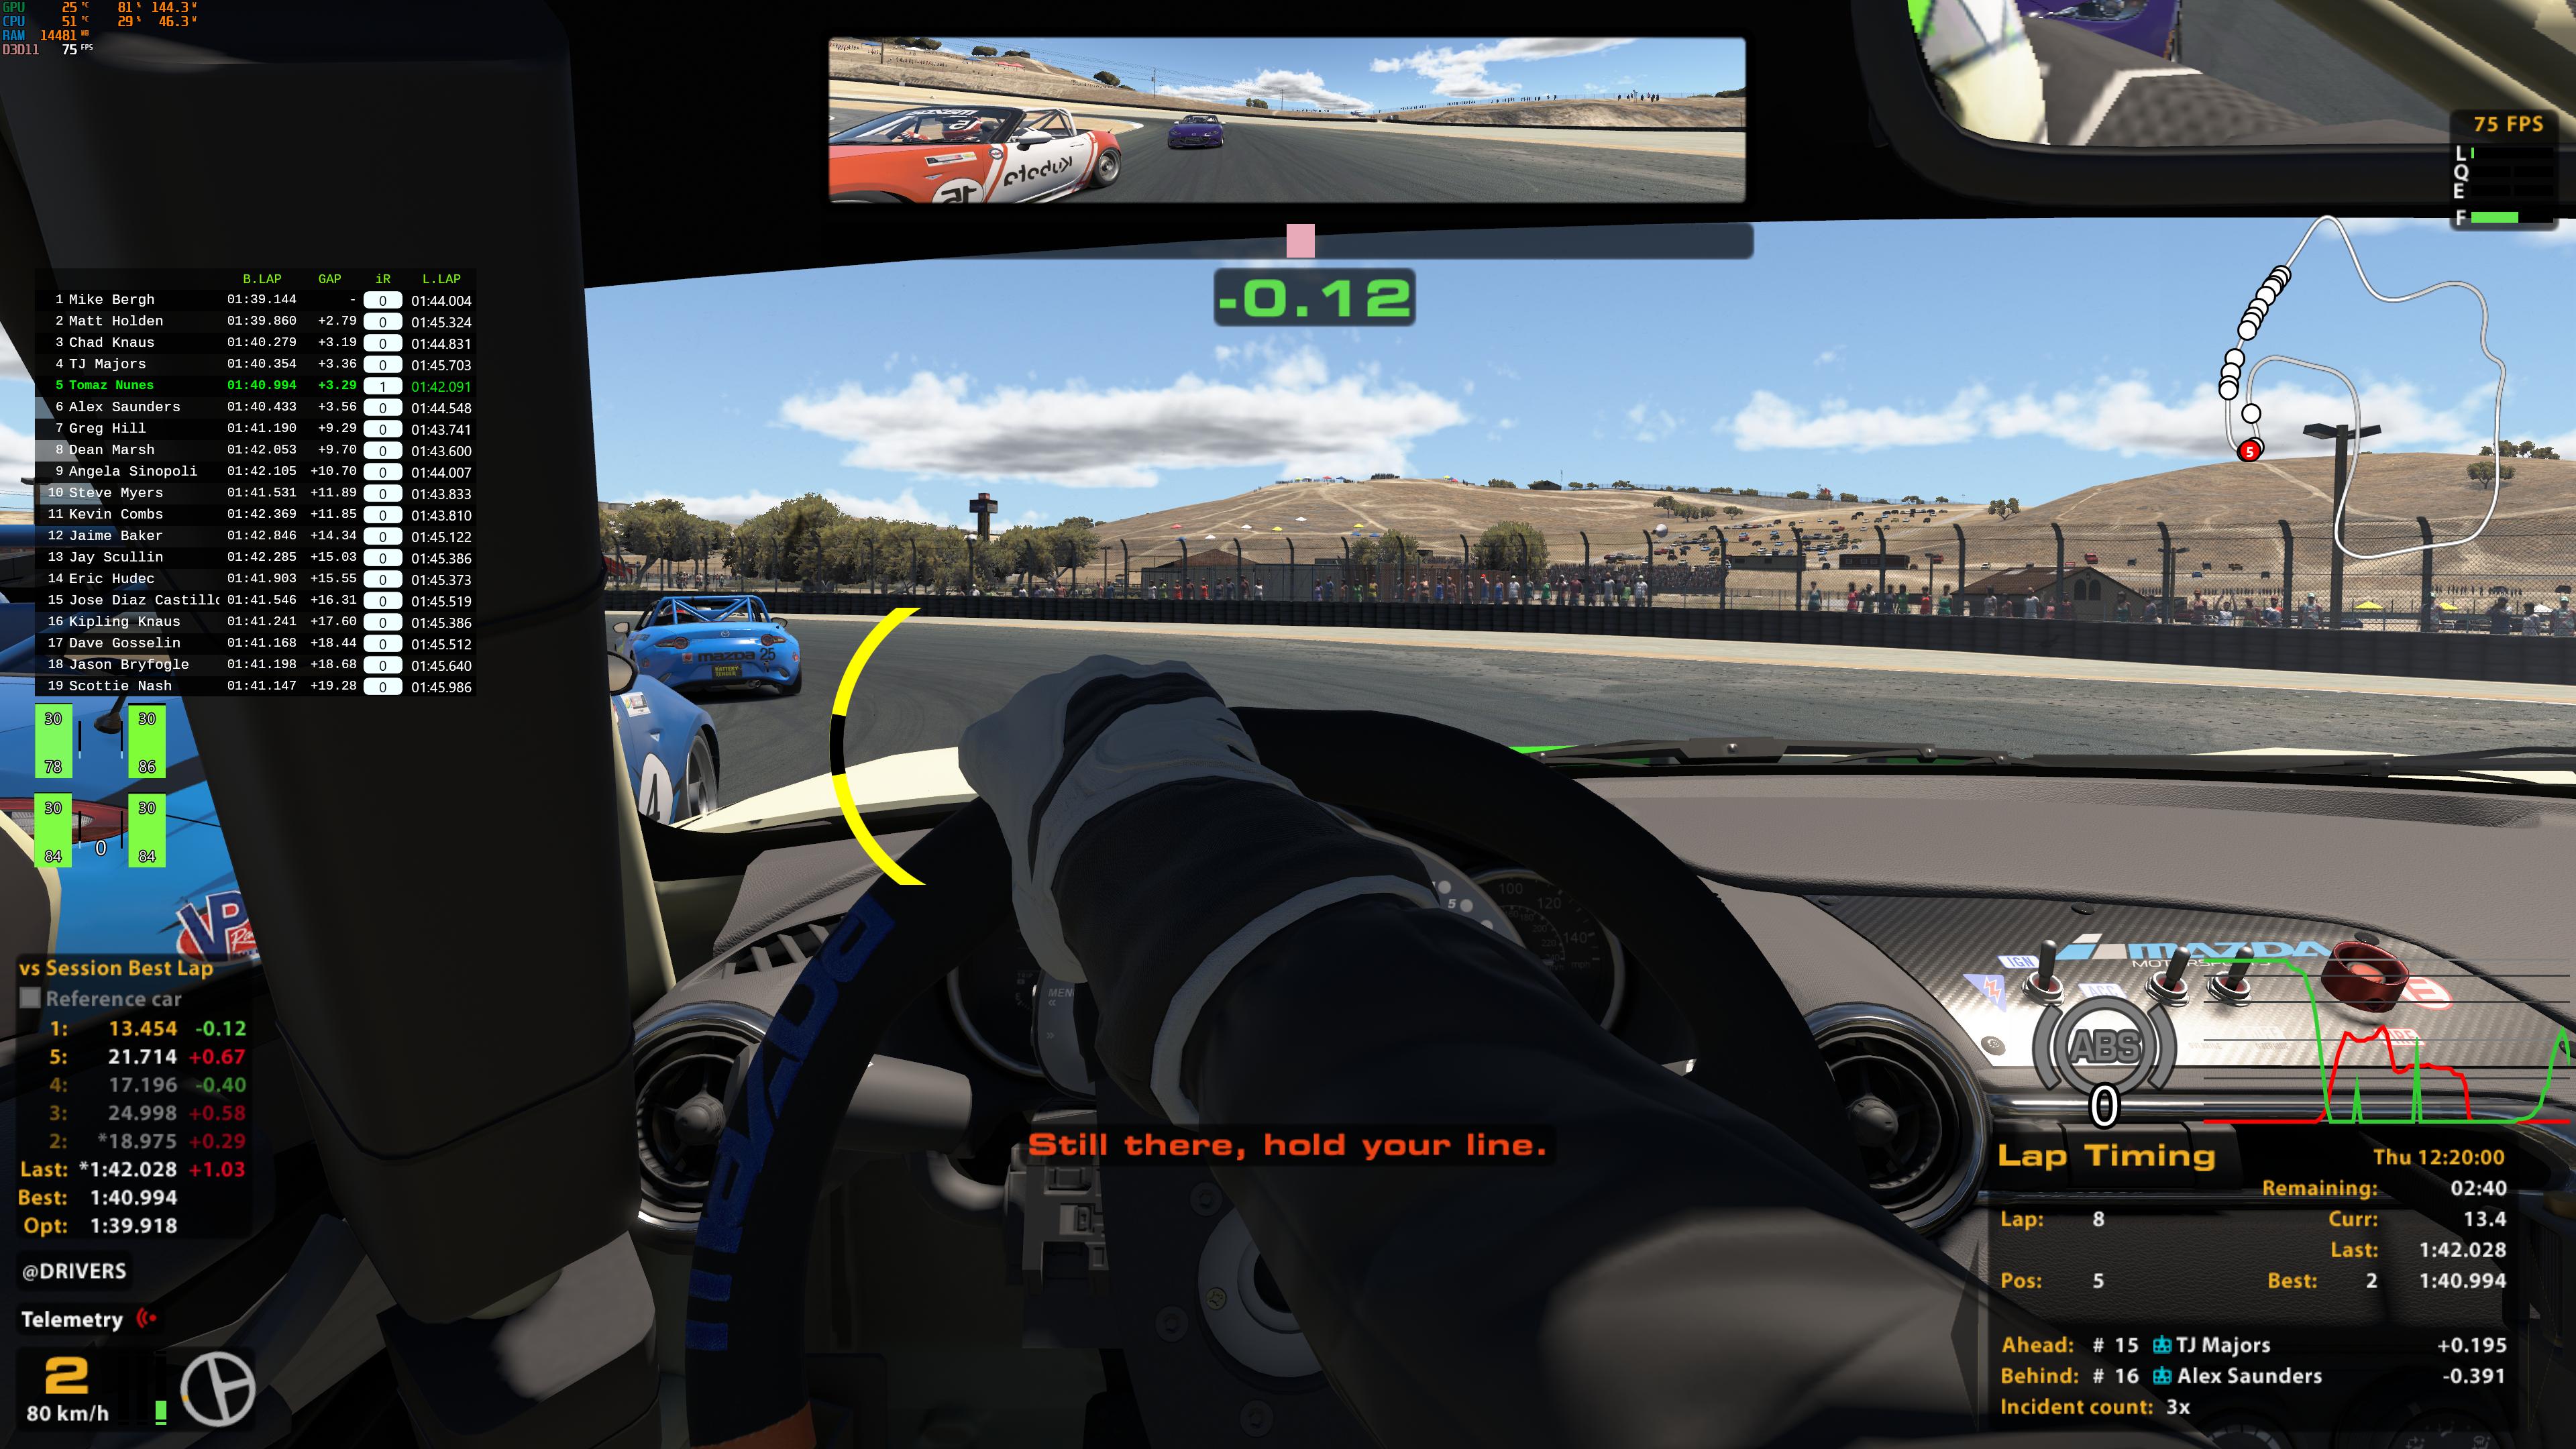 GPU 25 °C 81 % 144.3 W
CPU 51 °C 29 % 46.3 W
RAM 14481 MB
D3D11 75 FPS
75 FPS
L
Q
E
F
-0.12
B.LAP GAP iR L.LAP
1 Mike Bergh 01:39.144 - 0 01:44.004
2 Matt Holden 01:39.860 +2.79 0 01:45.324
3 Chad Knaus 01:40.279 +3.19 0 01:44.831
4 TJ Majors 01:40.354 +3.36 0 01:45.703
5 Tomaz Nunes 01:40.994 +3.29 1 01:42.091
6 Alex Saunders 01:40.433 +3.56 0 01:44.548
7 Greg Hill 01:41.190 +9.29 0 01:43.741
8 Dean Marsh 01:42.053 +9.70 0 01:43.600
9 Angela Sinopoli 01:42.105 +10.70 0 01:44.007
10 Steve Myers 01:41.531 +11.89 0 01:43.833
11 Kevin Combs 01:42.369 +11.85 0 01:43.810
12 Jaime Baker 01:42.846 +14.34 0 01:45.122
13 Jay Scullin 01:42.285 +15.03 0 01:45.386
14 Eric Hudec 01:41.903 +15.55 0 01:45.373
15 Jose Diaz Castillo 01:41.546 +16.31 0 01:45.519
16 Kipling Knaus 01:41.241 +17.60 0 01:45.386
17 Dave Gosselin 01:41.168 +18.44 0 01:45.512
18 Jason Bryfogle 01:41.198 +18.68 0 01:45.640
19 Scottie Nash 01:41.147 +19.28 0 01:45.986
5
mazda 25
4
30 30
78 86
30 30
84 0 84
VP
100
120
140
5
MENU
IGN
MAZDA
MOTORSPORTS
ACC
ABS
0
vs Session Best Lap
Reference car
1: 13.454 -0.12
5: 21.714 +0.67
4: 17.196 -0.40
3: 24.998 +0.58
2: *18.975 +0.29
Last: *1:42.028 +1.03
Best: 1:40.994
Opt: 1:39.918
@DRIVERS
Telemetry
2
80 km/h
Still there, hold your line.
Lap Timing Thu 12:20:00
Remaining: 02:40
Lap: 8 Curr: 13.4
Last: 1:42.028
Pos: 5 Best: 2 1:40.994
Ahead: # 15 TJ Majors +0.195
Behind: # 16 Alex Saunders -0.391
Incident count: 3x